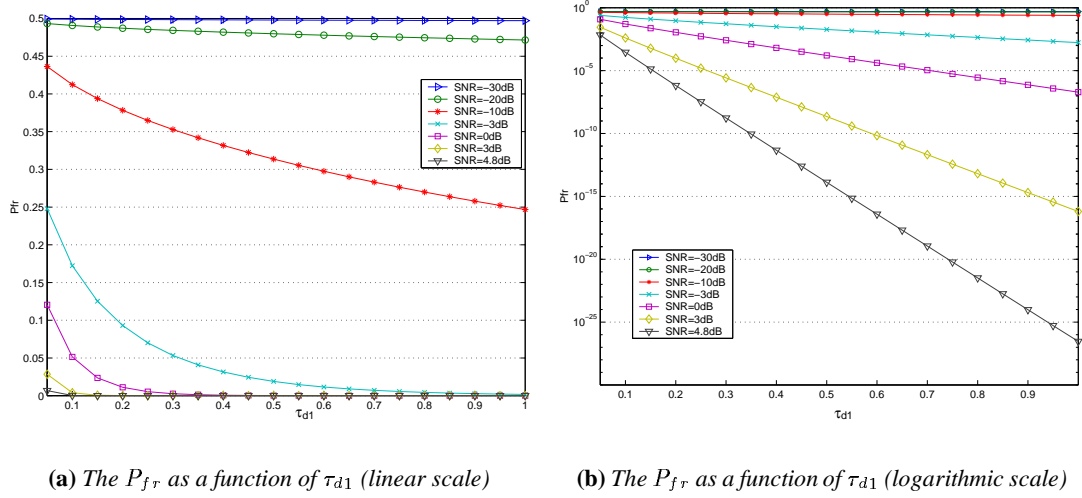 0.5
0.45
0.4
0.35
0.3
0.25
0.2
0.15
0.1
0.05
0
Pfr
SNR=−30dB
SNR=−20dB
SNR=−10dB
SNR=−3dB
SNR=0dB
SNR=3dB
SNR=4.8dB
0.1 0.2 0.3 0.4 0.5 0.6 0.7 0.8 0.9 1
τd1
(a) The Pfr as a function of τd1 (linear scale)
10^0
10^−5
10^−10
10^−15
10^−20
10^−25
Pfr
SNR=−30dB
SNR=−20dB
SNR=−10dB
SNR=−3dB
SNR=0dB
SNR=3dB
SNR=4.8dB
0.1 0.2 0.3 0.4 0.5 0.6 0.7 0.8 0.9
τd1
(b) The Pfr as a function of τd1 (logarithmic scale)